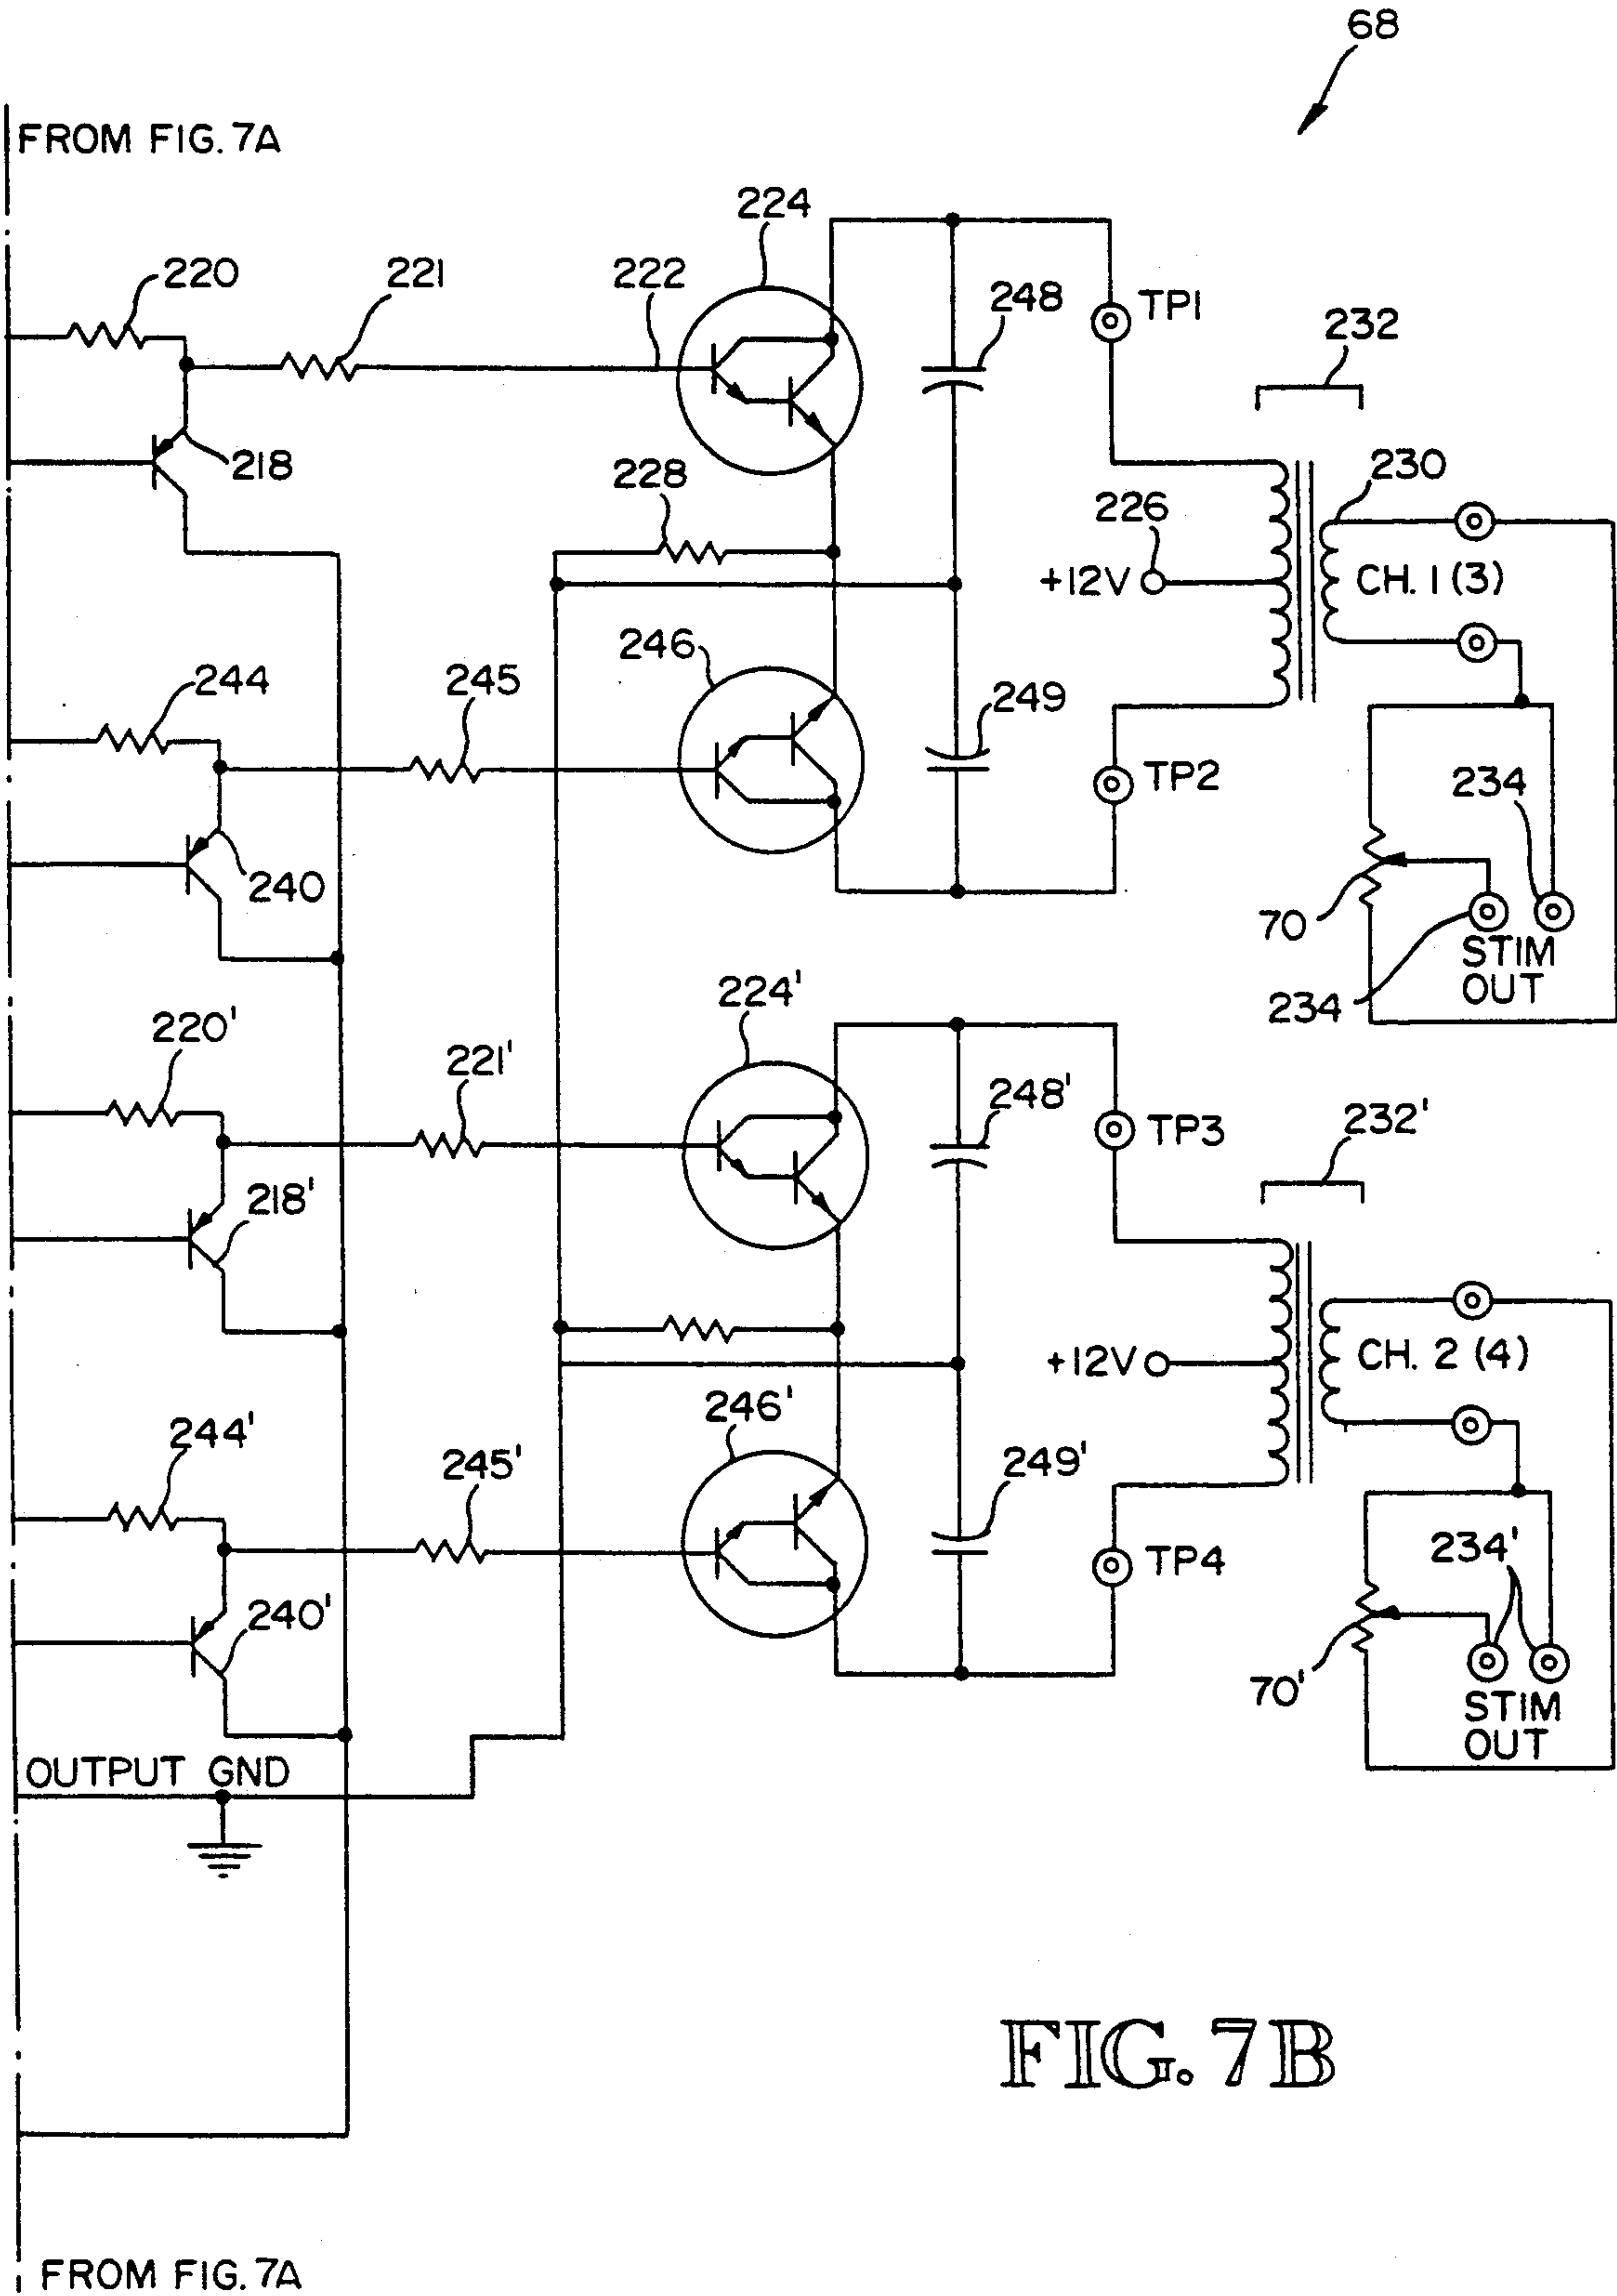 68
FROM FIG. 7A
224
220
221
222
248
TP1
232
218
228
226
230
+12V
CH. 1 (3)
244
245
246
249
TP2
234
240
70
STIM
OUT
234
224'
220'
221'
248'
TP3
232'
218'
+12V
CH. 2 (4)
244'
245'
246'
249'
TP4
234'
240'
70'
STIM
OUT
OUTPUT GND
FIG. 7B
FROM FIG. 7A